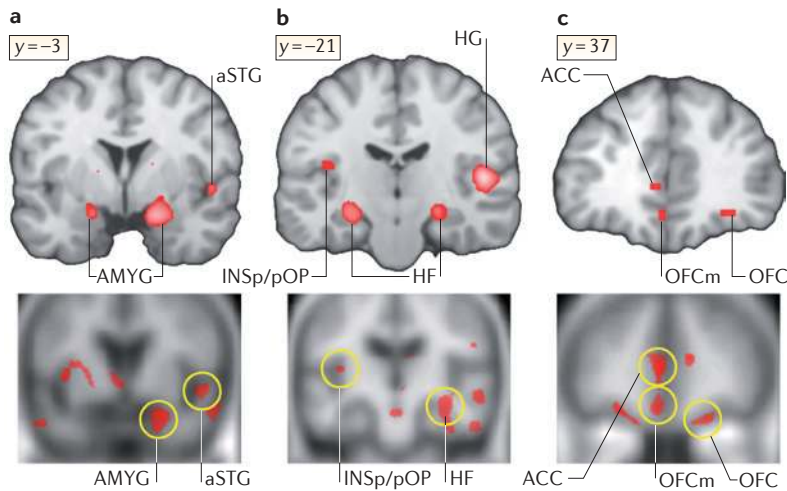 a
b
c
y = −3
y = −21
y = 37
HG
ACC
aSTG
AMYG
INSp/pOP
HF
OFCm
OFC
AMYG
aSTG
INSp/pOP
HF
ACC
OFCm
OFC